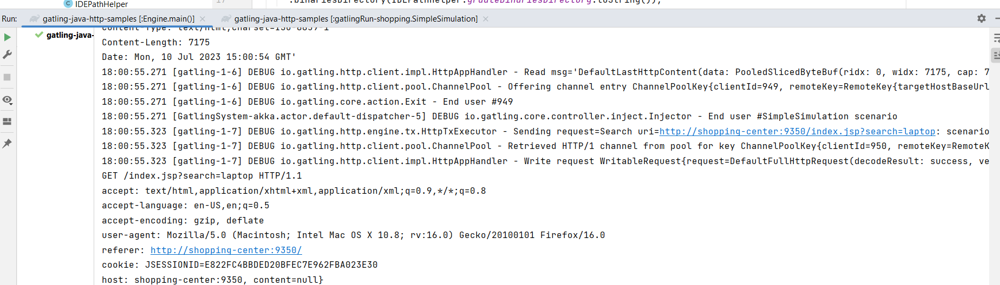 C IDEPathHelper
17 .binariesDirectory(IDEPathHelper.gradleBinariesDirectory.toString());
Run: gatling-java-http-samples [:Engine.main()] × gatling-java-http-samples [:gatlingRun-shopping.SimpleSimulation] ×
gatling-java-
Content-Type: text/html;charset=ISO-8859-1
Content-Length: 7175
Date: Mon, 10 Jul 2023 15:00:54 GMT'
18:00:55.271 [gatling-1-6] DEBUG io.gatling.http.client.impl.HttpAppHandler - Read msg='DefaultLastHttpContent(data: PooledSlicedByteBuf(ridx: 0, widx: 7175, cap: 7
18:00:55.271 [gatling-1-6] DEBUG io.gatling.http.client.pool.ChannelPool - Offering channel entry ChannelPoolKey{clientId=949, remoteKey=RemoteKey{targetHostBaseUrl
18:00:55.271 [gatling-1-6] DEBUG io.gatling.core.action.Exit - End user #949
18:00:55.271 [GatlingSystem-akka.actor.default-dispatcher-5] DEBUG io.gatling.core.controller.inject.Injector - End user #SimpleSimulation scenario
18:00:55.323 [gatling-1-7] DEBUG io.gatling.http.engine.tx.HttpTxExecutor - Sending request=Search uri=http://shopping-center:9350/index.jsp?search=laptop: scenario
18:00:55.323 [gatling-1-7] DEBUG io.gatling.http.client.pool.ChannelPool - Retrieved HTTP/1 channel from pool for key ChannelPoolKey{clientId=950, remoteKey=RemoteK
18:00:55.323 [gatling-1-7] DEBUG io.gatling.http.client.impl.HttpAppHandler - Write request WritableRequest{request=DefaultFullHttpRequest(decodeResult: success, ve
GET /index.jsp?search=laptop HTTP/1.1
accept: text/html,application/xhtml+xml,application/xml;q=0.9,*/*;q=0.8
accept-language: en-US,en;q=0.5
accept-encoding: gzip, deflate
user-agent: Mozilla/5.0 (Macintosh; Intel Mac OS X 10.8; rv:16.0) Gecko/20100101 Firefox/16.0
referer: http://shopping-center:9350/
cookie: JSESSIONID=E822FC4BBDED20BFEC7E962FBA023E30
host: shopping-center:9350, content=null}